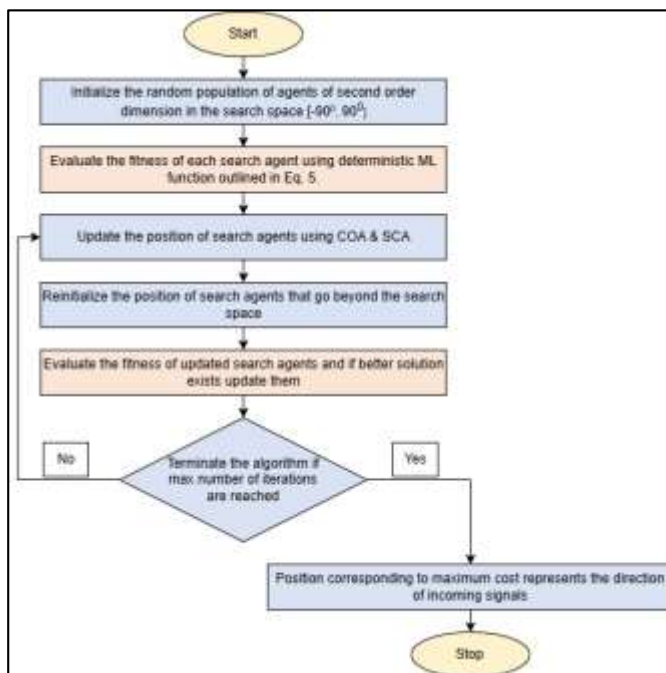 Start
Initialize the random population of agents of second order
dimension in the search space [-90°, 90⁰)
Evaluate the fitness of each search agent using deterministic ML
function outlined in Eq. 5.
Update the position of search agents using COA & SCA
Reinitialize the position of search agents that go beyond the search
space
Evaluate the fitness of updated search agents and if better solution
exists update them
No
Terminate the algorithm if
max number of iterations
are reached
Yes
Position corresponding to maximum cost represents the direction
of incoming signals
Stop